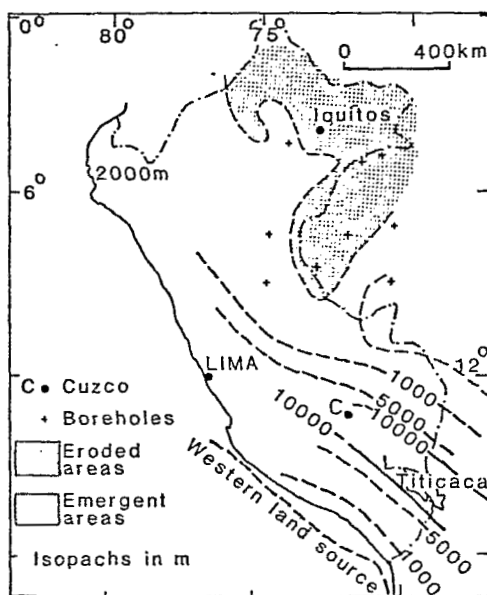 0°
80°
75°
0 400km
Iquitos
2000m
6°
LIMA
12°
1000
5000
10000
C
10000
C • Cuzco
+ Boreholes
Eroded
areas
Emergent
areas
Isopachs in m
Western land source
Titicaca
5000
1000